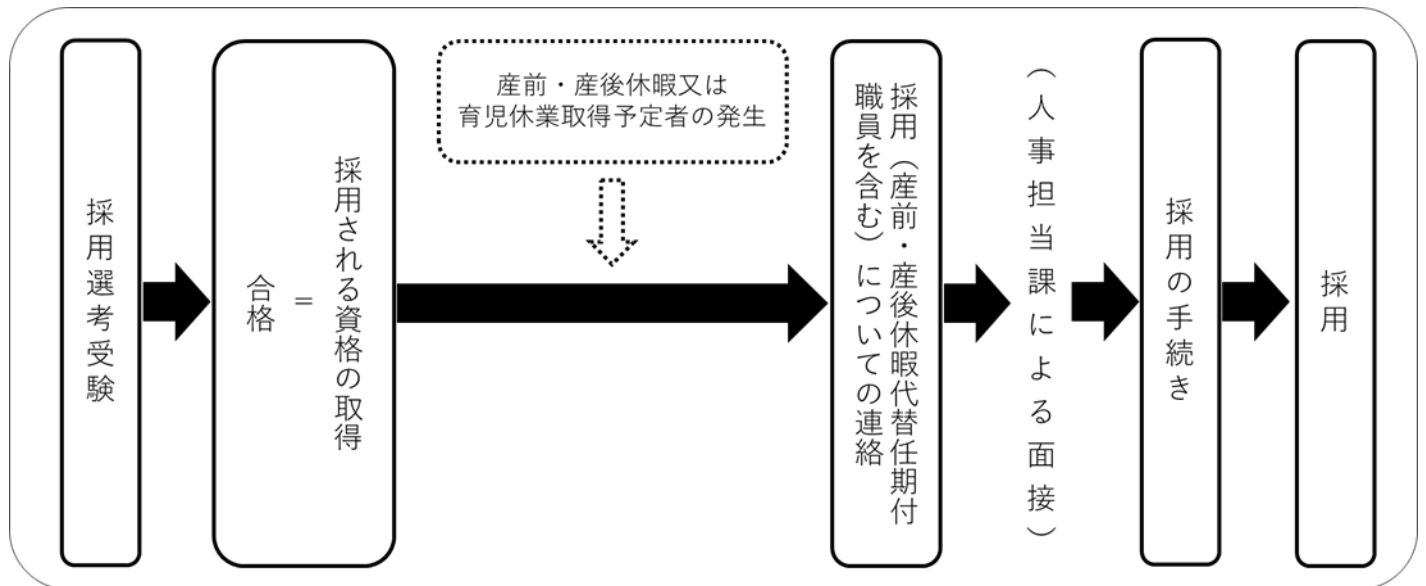 採用選考受験
採用される資格の取得
＝
合格
産前・産後休暇又は
育児休業取得予定者の発生
採用（産前・産後休暇代替任期付
職員を含む）についての連絡
（人事担当課による面接）
採用の手続き
採用